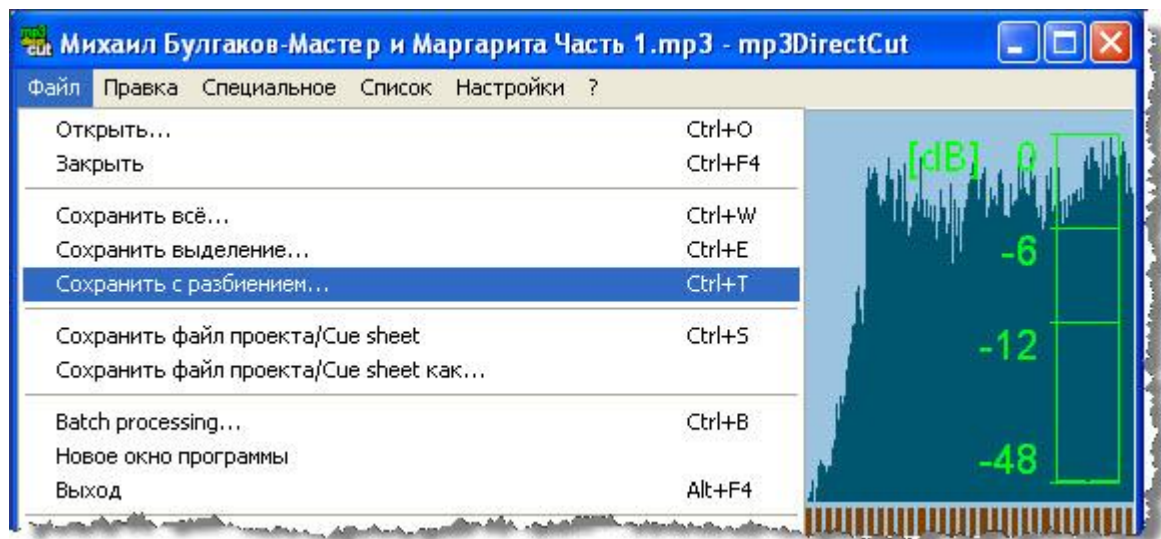 mp3 cut Михаил Булгаков-Мастер и Маргарита Часть 1.mp3 - mp3DirectCut
Файл Правка Специальное Список Настройки ?
Открыть... Ctrl+O
Закрыть Ctrl+F4
Сохранить всё... Ctrl+W
Сохранить выделение... Ctrl+E
Сохранить с разбиением... Ctrl+T
Сохранить файл проекта/Cue sheet Ctrl+S
Сохранить файл проекта/Cue sheet как...
Batch processing... Ctrl+B
Новое окно программы
Выход Alt+F4
[dB] 0
-6
-12
-48